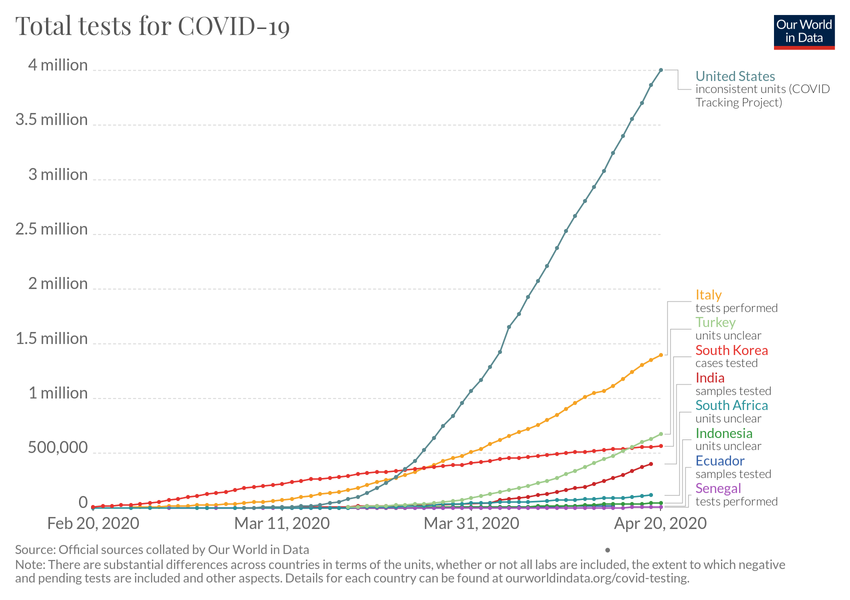 Total tests for COVID-19
Our World
in Data
4 million
3.5 million
3 million
2.5 million
2 million
1.5 million
1 million
500,000
0
Feb 20, 2020
Mar 11, 2020
Mar 31, 2020
Apr 20, 2020
United States
inconsistent units (COVID
Tracking Project)
Italy
tests performed
Turkey
units unclear
South Korea
cases tested
India
samples tested
South Africa
units unclear
Indonesia
units unclear
Ecuador
samples tested
Senegal
tests performed
Source: Official sources collated by Our World in Data
Note: There are substantial differences across countries in terms of the units, whether or not all labs are included, the extent to which negative
and pending tests are included and other aspects. Details for each country can be found at ourworldindata.org/covid-testing.